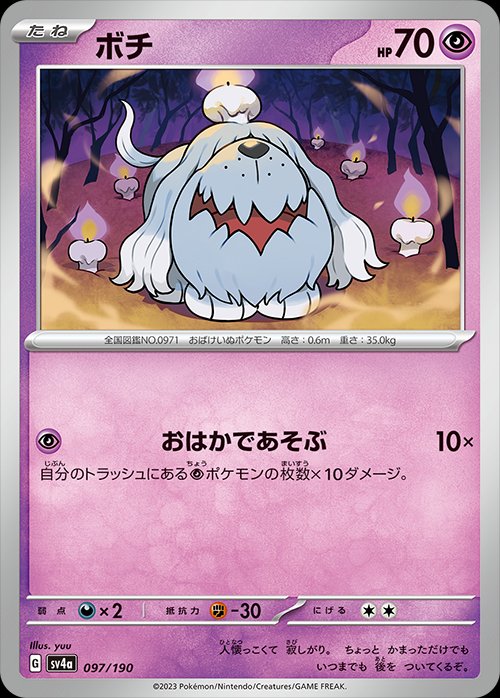 たね ボチ HP70
全国図鑑NO.0971 おばけいぬポケモン 高さ:0.6m 重さ:35.0kg
おはかであそぶ 10×
自分のトラッシュにあるポケモンの枚数×10ダメージ。
弱点 ×2 抵抗力 -30 にげる
Illus. yuu
G sv4a 097/190
人懐っこくて 寂しがり。 ちょっと かまっただけでも
いつまでも 後を ついてくるぞ。
©2023 Pokémon/Nintendo/Creatures/GAME FREAK.